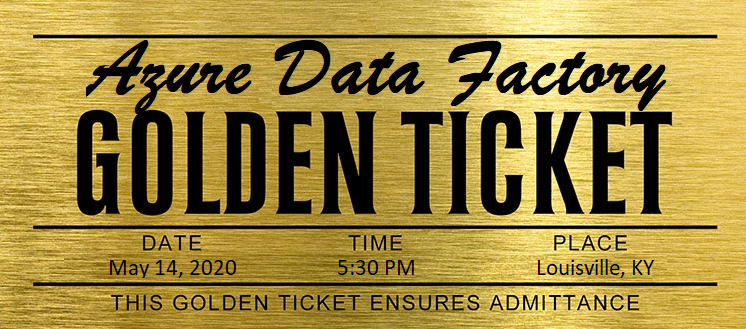 Azure Data Factory
GOLDEN TICKET
DATE TIME PLACE
May 14, 2020 5:30 PM Louisville, KY
THIS GOLDEN TICKET ENSURES ADMITTANCE